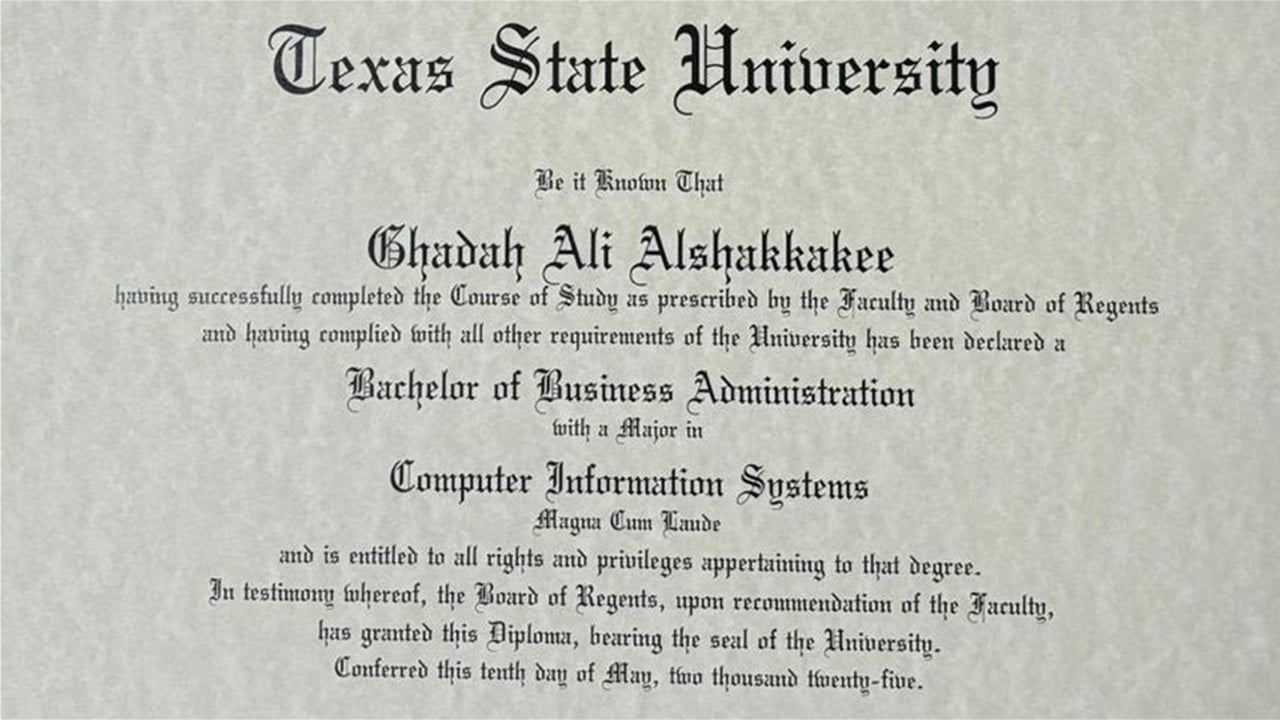 Texas State University
Be it Known That
Ghadah Ali Alshakkakee
having successfully completed the Course of Study as prescribed by the Faculty and Board of Regents
and having complied with all other requirements of the University has been declared a
Bachelor of Business Administration
with a Major in
Computer Information Systems
Magna Cum Laude
and is entitled to all rights and privileges appertaining to that degree.
In testimony whereof, the Board of Regents, upon recommendation of the Faculty,
has granted this Diploma, bearing the seal of the University.
Conferred this tenth day of May, two thousand twenty-five.